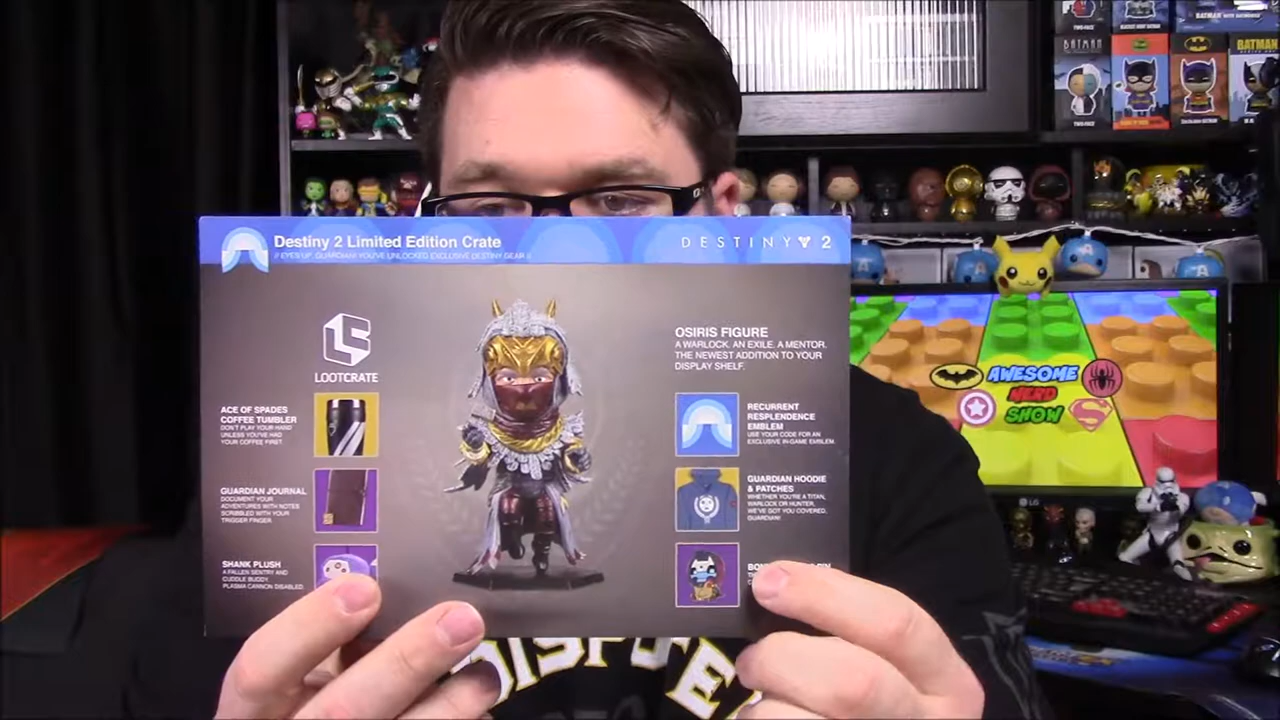 Destiny 2 Limited Edition Crate
// EYES UP, GUARDIAN! YOU'VE UNLOCKED EXCLUSIVE DESTINY GEAR //
DESTINY 2
LOOTCRATE
ACE OF SPADES
COFFEE TUMBLER
DON'T PLAY YOUR HAND
UNLESS YOU'VE HAD
YOUR COFFEE FIRST
GUARDIAN JOURNAL
DOCUMENT YOUR
ADVENTURES WITH NOTES
SCRIBBLED WITH YOUR
TRIGGER FINGER.
SHANK PLUSH
A FALLEN SENTRY AND
CUDDLE BUDDY.
PLASMA CANNON DISABLED.
OSIRIS FIGURE
A WARLOCK. AN EXILE. A MENTOR.
THE NEWEST ADDITION TO YOUR
DISPLAY SHELF.
RECURRENT
RESPLENDENCE
EMBLEM
USE YOUR CODE FOR AN
EXCLUSIVE IN-GAME EMBLEM.
GUARDIAN HOODIE
& PATCHES
WHETHER YOU'RE A TITAN,
WARLOCK OR HUNTER,
WE'VE GOT YOU COVERED,
GUARDIAN!
AWESOME
NERD
SHOW
LG
BATMAN
BATMAN
TWO-FACE